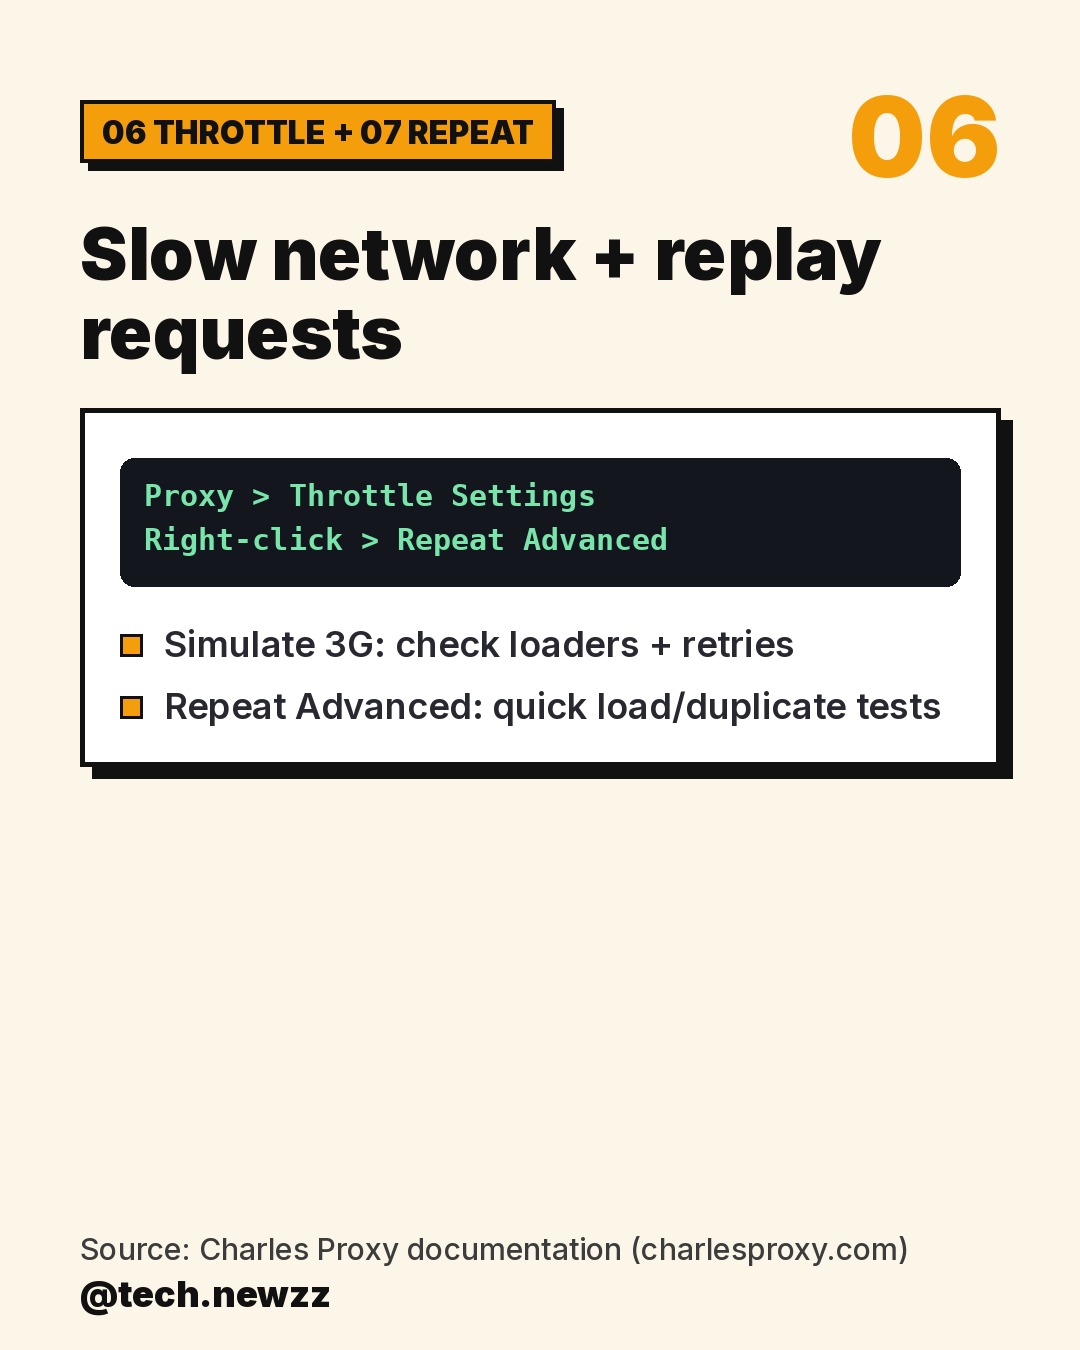 06 THROTTLE + 07 REPEAT
06
Slow network + replay
requests
Proxy > Throttle Settings
Right-click > Repeat Advanced
Simulate 3G: check loaders + retries
Repeat Advanced: quick load/duplicate tests
Source: Charles Proxy documentation (charlesproxy.com)
@tech.newzz